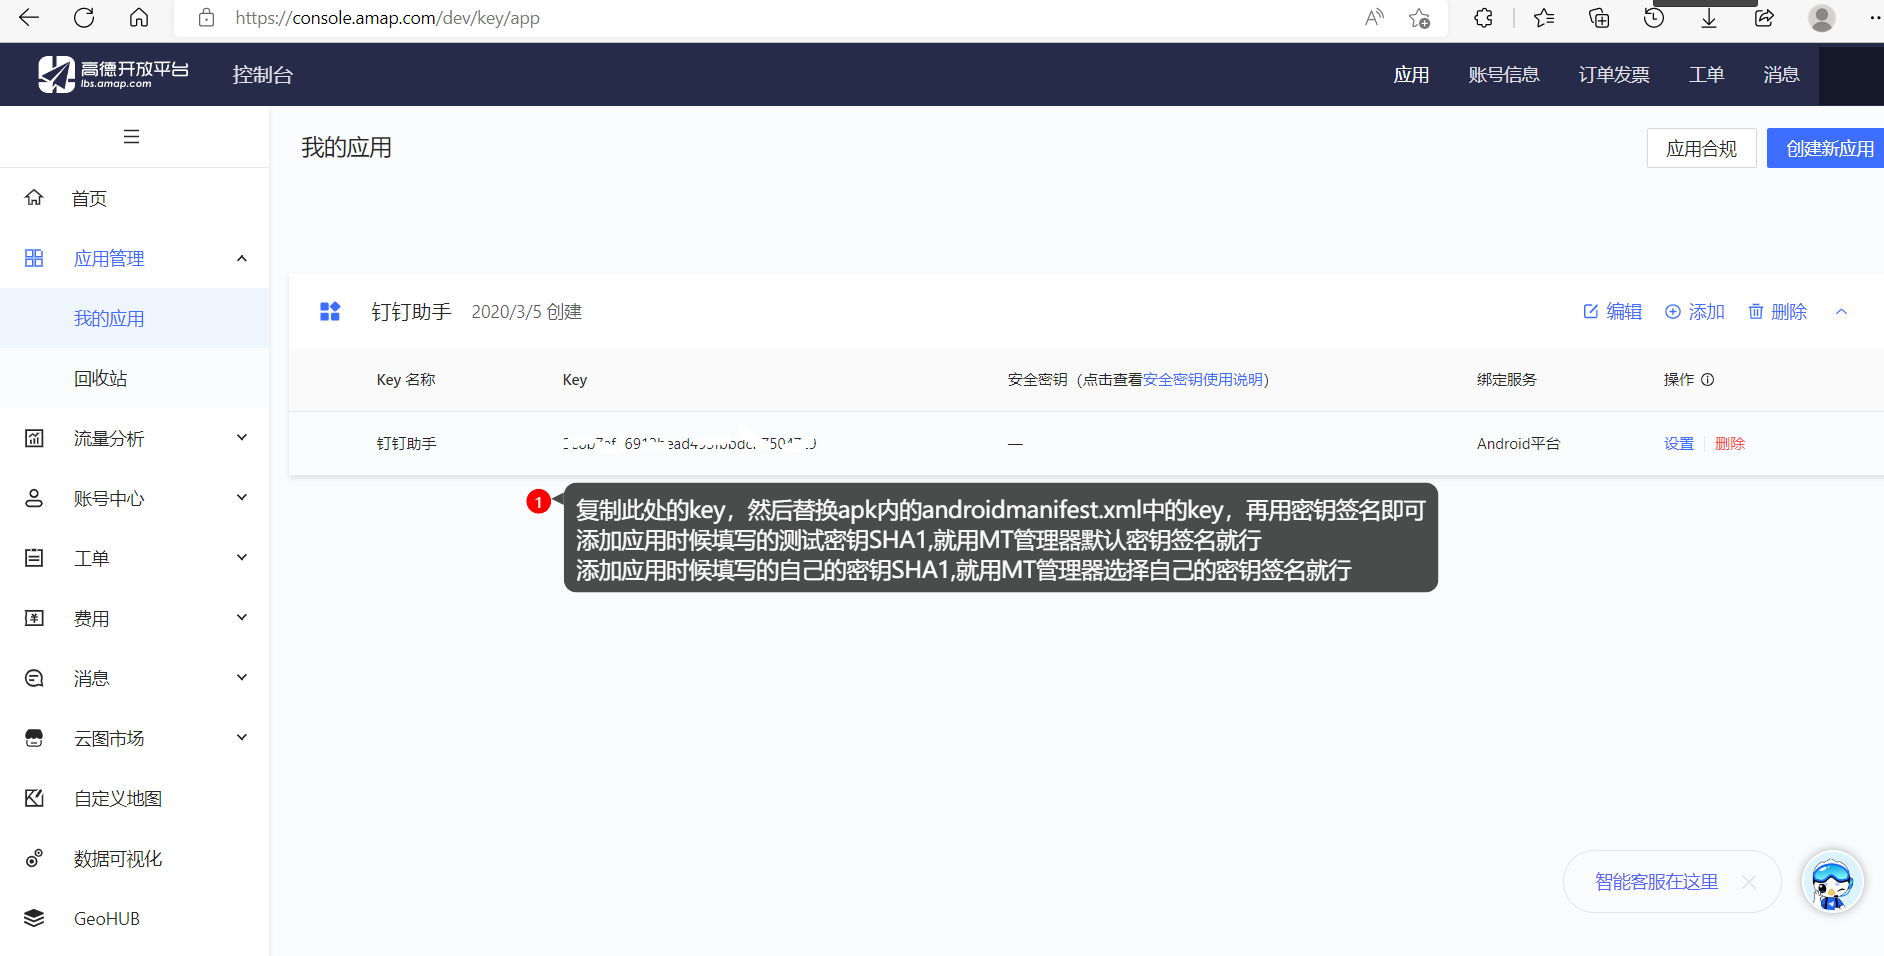 https://console.amap.com/dev/key/app
高德开放平台
lbs.amap.com
控制台
应用
账号信息
订单发票
工单
消息
我的应用
应用合规
创建新应用
首页
应用管理
我的应用
回收站
流量分析
账号中心
工单
费用
消息
云图市场
自定义地图
数据可视化
GeoHUB
钉钉助手 2020/3/5 创建
编辑
添加
删除
Key 名称
Key
安全密钥（点击查看安全密钥使用说明）
绑定服务
操作
钉钉助手
—
Android平台
设置
删除
1
复制此处的key，然后替换apk内的androidmanifest.xml中的key，再用密钥签名即可
添加应用时候填写的测试密钥SHA1,就用MT管理器默认密钥签名就行
添加应用时候填写的自己的密钥SHA1,就用MT管理器选择自己的密钥签名就行
智能客服在这里